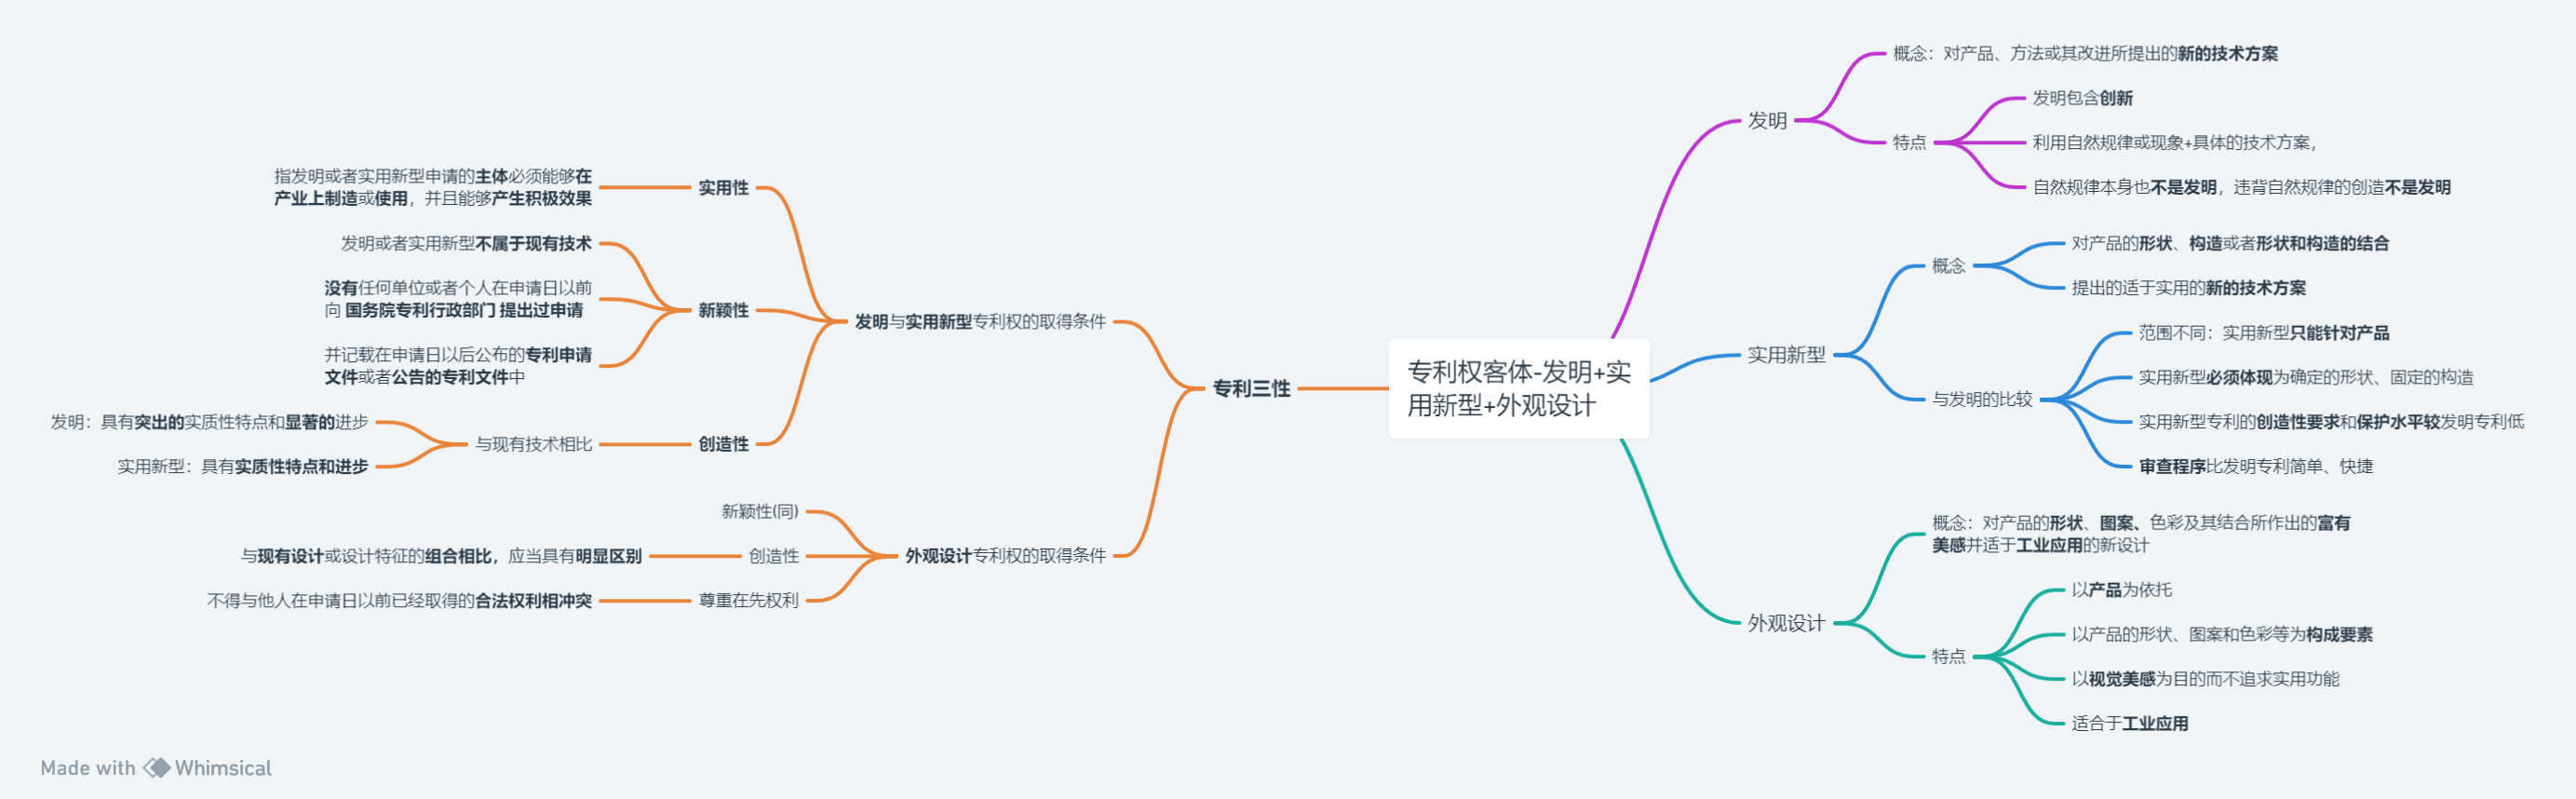 专利权客体-发明+实
用新型+外观设计
发明
概念：对产品、方法或其改进所提出的新的技术方案
特点
发明包含创新
利用自然规律或现象+具体的技术方案，
自然规律本身也不是发明，违背自然规律的创造不是发明
实用新型
概念
对产品的形状、构造或者形状和构造的结合
提出的适于实用的新的技术方案
与发明的比较
范围不同：实用新型只能针对产品
实用新型必须体现为确定的形状、固定的构造
实用新型专利的创造性要求和保护水平较发明专利低
审查程序比发明专利简单、快捷
外观设计
概念：对产品的形状、图案、色彩及其结合所作出的富有
美感并适于工业应用的新设计
特点
以产品为依托
以产品的形状、图案和色彩等为构成要素
以视觉美感为目的而不追求实用功能
适合于工业应用
专利三性
发明与实用新型专利权的取得条件
实用性
指发明或者实用新型申请的主体必须能够在
产业上制造或使用，并且能够产生积极效果
新颖性
发明或者实用新型不属于现有技术
没有任何单位或者个人在申请日以前
向 国务院专利行政部门 提出过申请
并记载在申请日以后公布的专利申请
文件或者公告的专利文件中
创造性
与现有技术相比
发明：具有突出的实质性特点和显著的进步
实用新型：具有实质性特点和进步
外观设计专利权的取得条件
新颖性(同)
创造性
与现有设计或设计特征的组合相比，应当具有明显区别
尊重在先权利
不得与他人在申请日以前已经取得的合法权利相冲突
Made with Whimsical